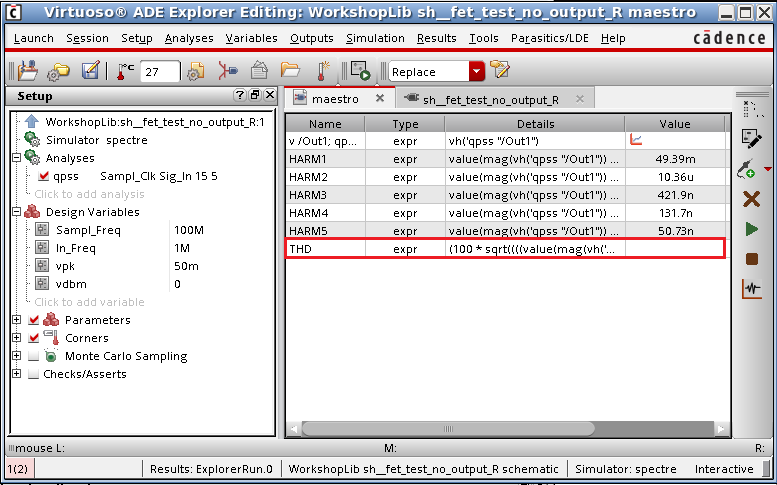 Virtuoso® ADE Explorer Editing: WorkshopLib sh__fet_test_no_output_R maestro
Launch Session Setup Analyses Variables Outputs Simulation Results Tools Parasitics/LDE Help cādence
27 Replace
Setup
maestro sh__fet_test_no_output_R
WorkshopLib:sh__fet_test_no_output_R:1
Simulator spectre
Analyses
qpss Sampl_Clk Sig_In 15 5
Click to add analysis
Design Variables
Sampl_Freq 100M
In_Freq 1M
vpk 50m
vdbm 0
Click to add variable
Parameters
Corners
Monte Carlo Sampling
Checks/Asserts
Name Type Details Value
v /Out1; qp... expr vh('qpss "/Out1")
HARM1 expr value(mag(vh('qpss "/Out1")) ... 49.39m
HARM2 expr value(mag(vh('qpss "/Out1")) ... 10.36u
HARM3 expr value(mag(vh('qpss "/Out1")) ... 421.9n
HARM4 expr value(mag(vh('qpss "/Out1")) ... 131.7n
HARM5 expr value(mag(vh('qpss "/Out1")) ... 50.73n
THD expr (100 * sqrt((((value(mag(vh('...
mouse L: M: R:
1(2) Results: ExplorerRun.0 WorkshopLib sh__fet_test_no_output_R schematic Simulator: spectre Interactive